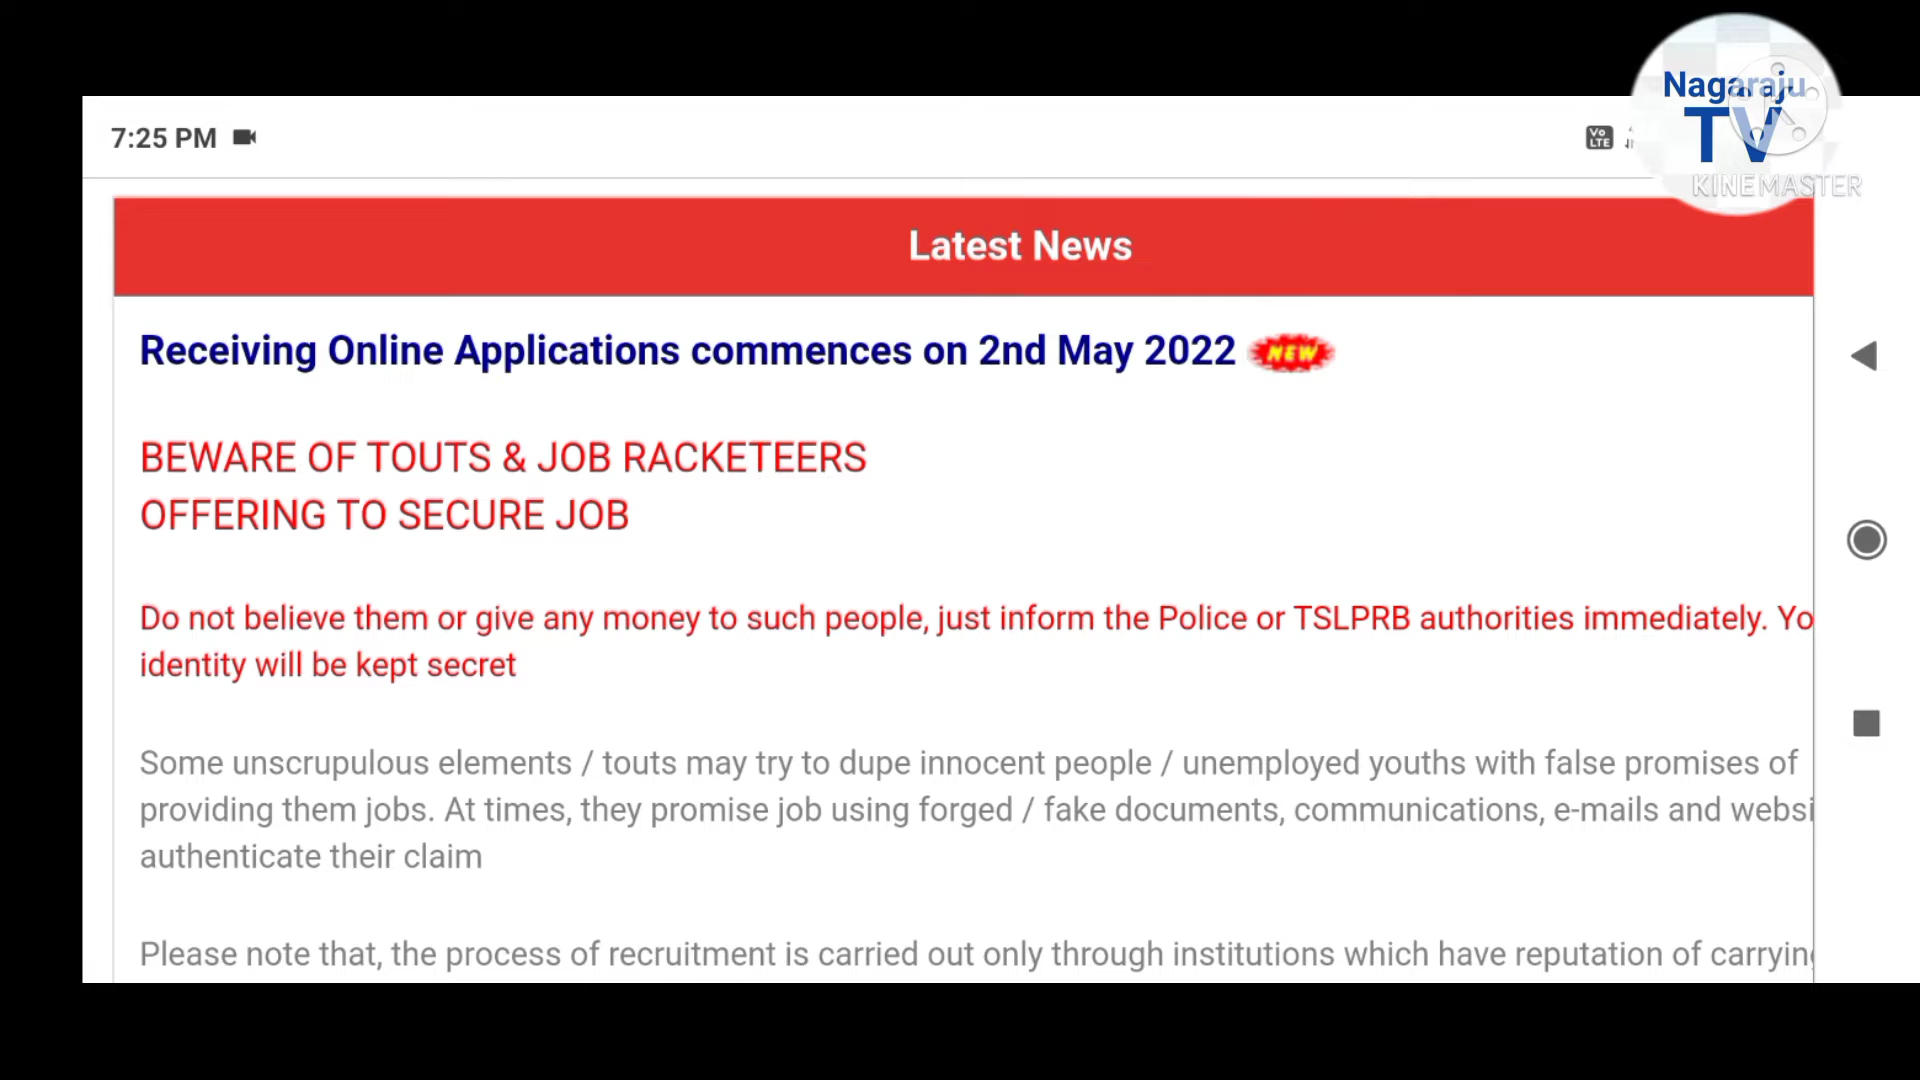 Nagaraju
TV
KINEMASTER
7:25 PM
Vo
LTE
Latest News
Receiving Online Applications commences on 2nd May 2022 NEW
BEWARE OF TOUTS & JOB RACKETEERS
OFFERING TO SECURE JOB
Do not believe them or give any money to such people, just inform the Police or TSLPRB authorities immediately. Yo
identity will be kept secret
Some unscrupulous elements / touts may try to dupe innocent people / unemployed youths with false promises of
providing them jobs. At times, they promise job using forged / fake documents, communications, e-mails and websi
authenticate their claim
Please note that, the process of recruitment is carried out only through institutions which have reputation of carrying